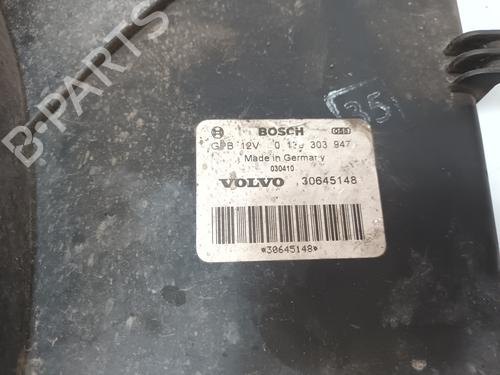 B-PARTS
35
BOSCH
GPB 12V 0 130 303 947
Made in Germany
030410
VOLVO 30645148
*30645148*